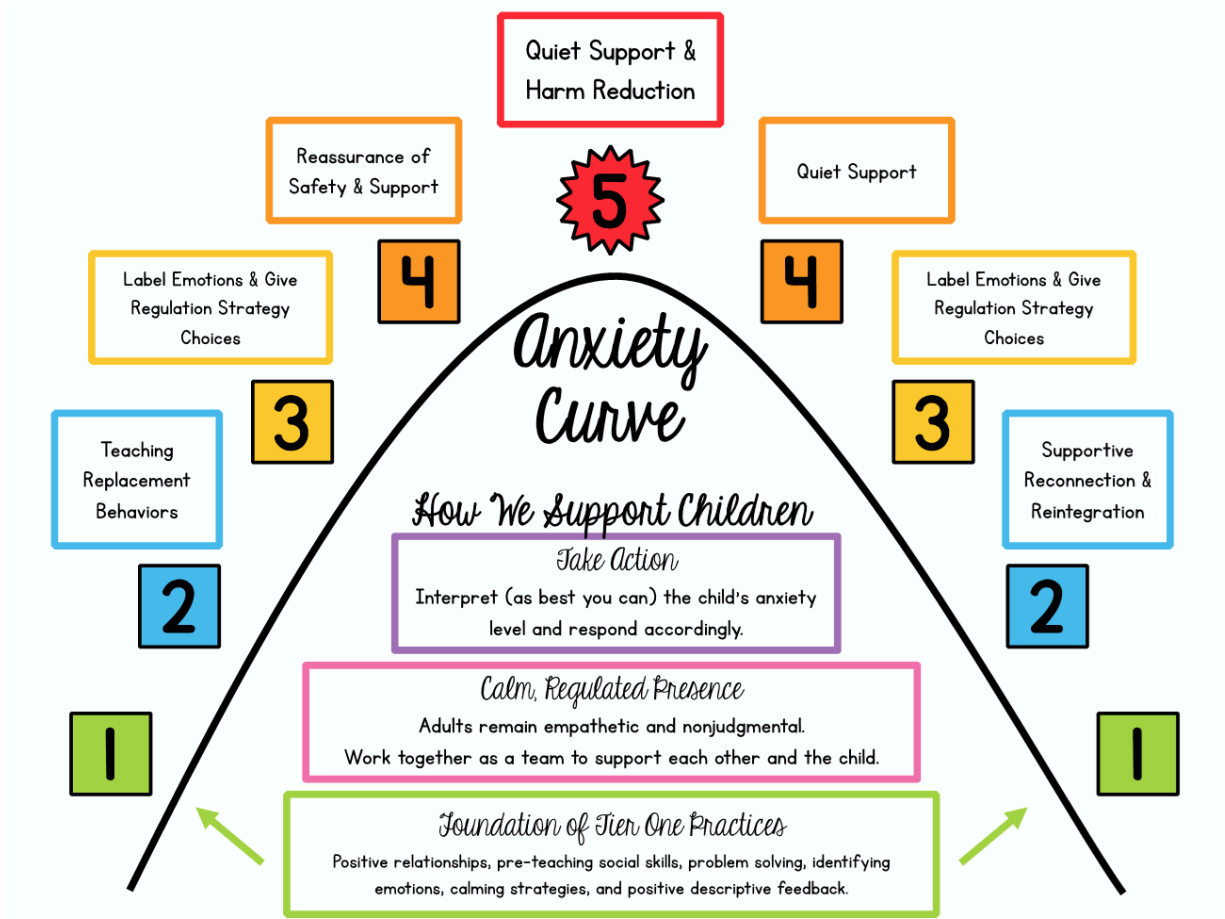 Quiet Support &
Harm Reduction
Reassurance of
Safety & Support
Quiet Support
5
4
4
Label Emotions & Give
Regulation Strategy
Choices
Label Emotions & Give
Regulation Strategy
Choices
Anxiety
Curve
3
3
Teaching
Replacement
Behaviors
Supportive
Reconnection &
Reintegration
How We Support Children
Take Action
Interpret (as best you can) the child's anxiety
level and respond accordingly.
2
2
Calm, Regulated Presence
Adults remain empathetic and nonjudgmental.
Work together as a team to support each other and the child.
1
1
Foundation of Tier One Practices
Positive relationships, pre-teaching social skills, problem solving, identifying
emotions, calming strategies, and positive descriptive feedback.